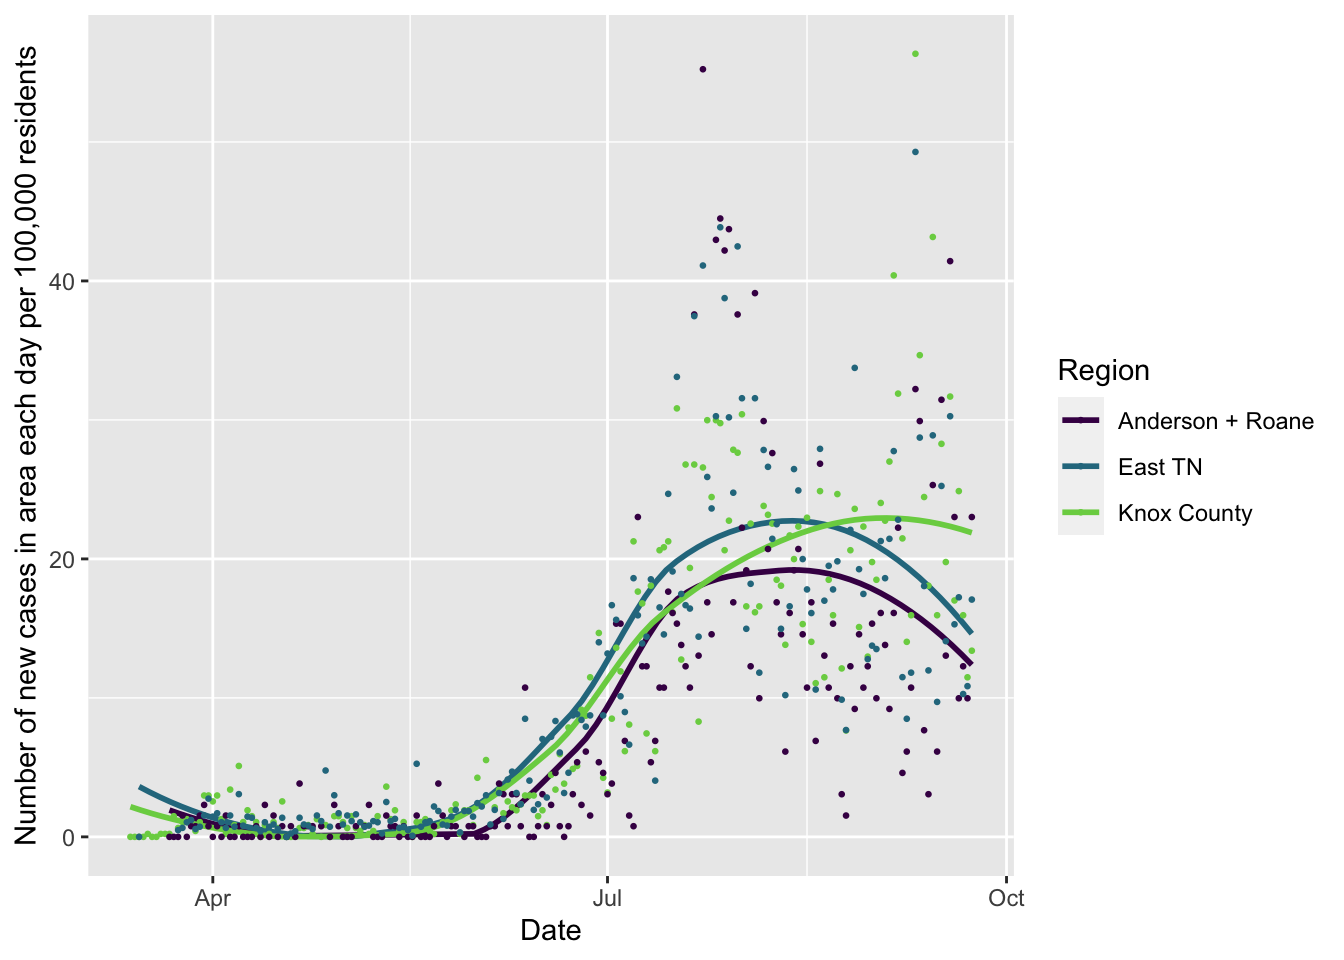 Number of new cases in area each day per 100,000 residents
40
20
0
Apr
Jul
Oct
Date
Region
Anderson + Roane
East TN
Knox County